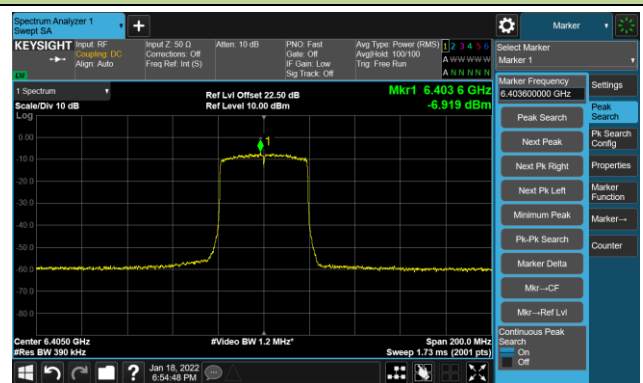 Spectrum Analyzer 1
Swept SA
Marker
KEYSIGHT
Input: RF
Coupling: DC
Align: Auto
Input Z: 50 Ω
Corrections: Off
Freq Ref: Int (S)
Atten: 10 dB
PNO: Fast
Gate: Off
IF Gain: Low
Sig Track: Off
Avg Type: Power (RMS)
Avg|Hold: 100/100
Trig: Free Run
1 2 3 4 5 6
A W W W W W
A N N N N N
Select Marker
Marker 1
LV
1 Spectrum
Scale/Div 10 dB
Log
Ref Lvl Offset 22.50 dB
Ref Level 10.00 dBm
Mkr1 6.403 6 GHz
-6.919 dBm
1
0.00
-10.0
-20.0
-30.0
-40.0
-50.0
-60.0
-70.0
-80.0
Center 6.4050 GHz
#Res BW 390 kHz
#Video BW 1.2 MHz*
Span 200.0 MHz
Sweep 1.73 ms (2001 pts)
Marker Frequency
6.403600000 GHz
Peak Search
Next Peak
Next Pk Right
Next Pk Left
Minimum Peak
Pk-Pk Search
Marker Delta
Mkr→CF
Mkr→Ref Lvl
Continuous Peak
Search
On
Off
Settings
Peak
Search
Pk Search
Config
Properties
Marker
Function
Marker→
Counter
?
Jan 18, 2022
6:54:48 PM